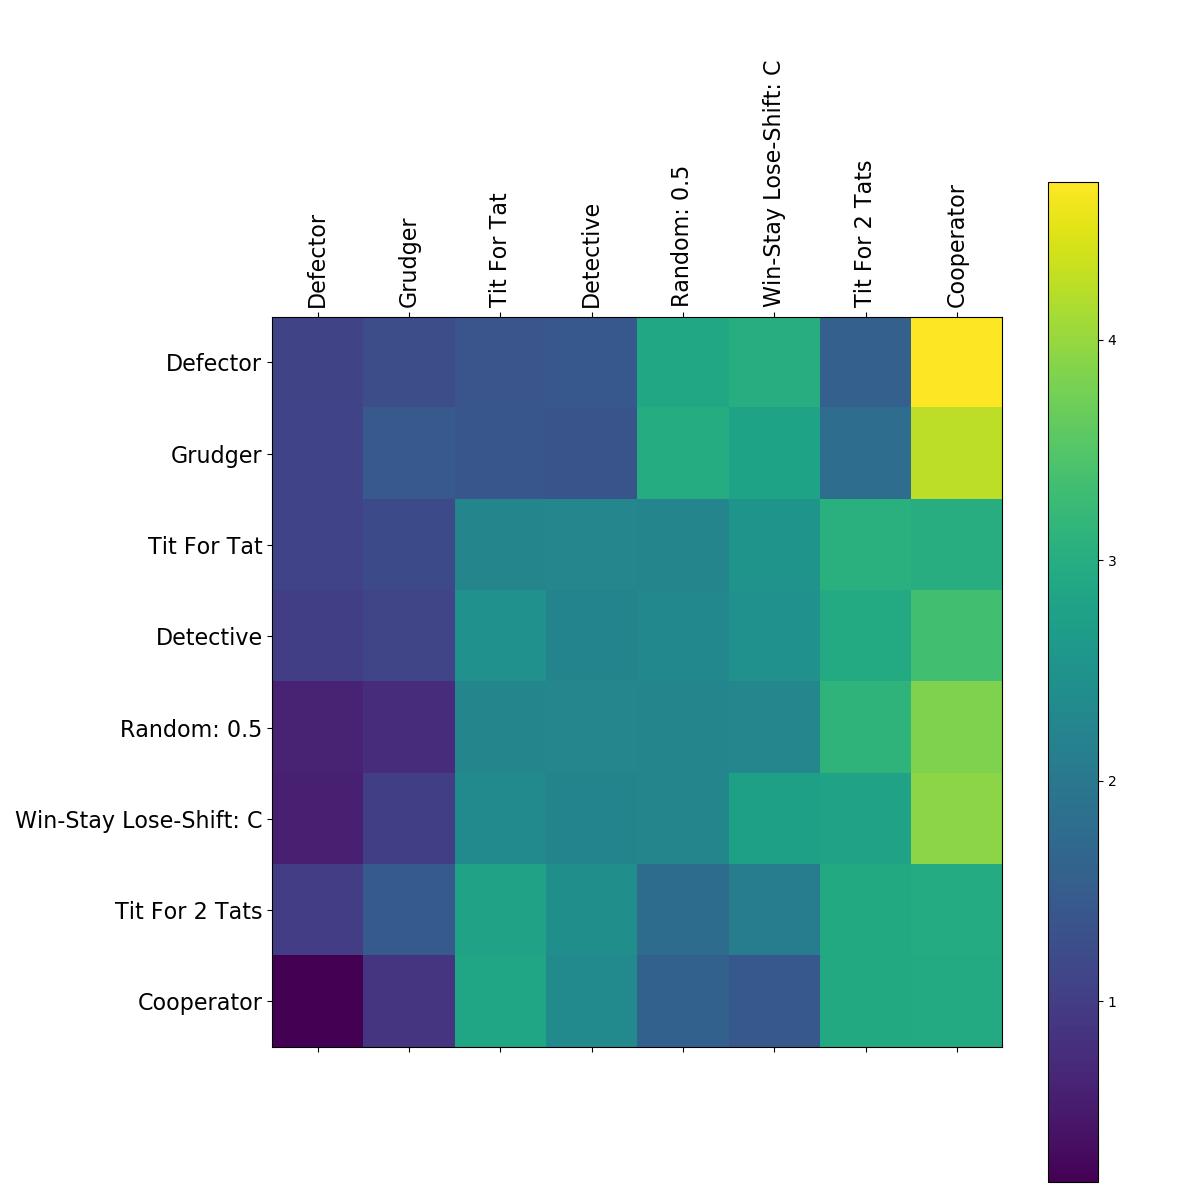 Defector
Grudger
Tit For Tat
Detective
Random: 0.5
Win-Stay Lose-Shift: C
Tit For 2 Tats
Cooperator
Defector
Grudger
Tit For Tat
Detective
Random: 0.5
Win-Stay Lose-Shift: C
Tit For 2 Tats
Cooperator
4
3
2
1